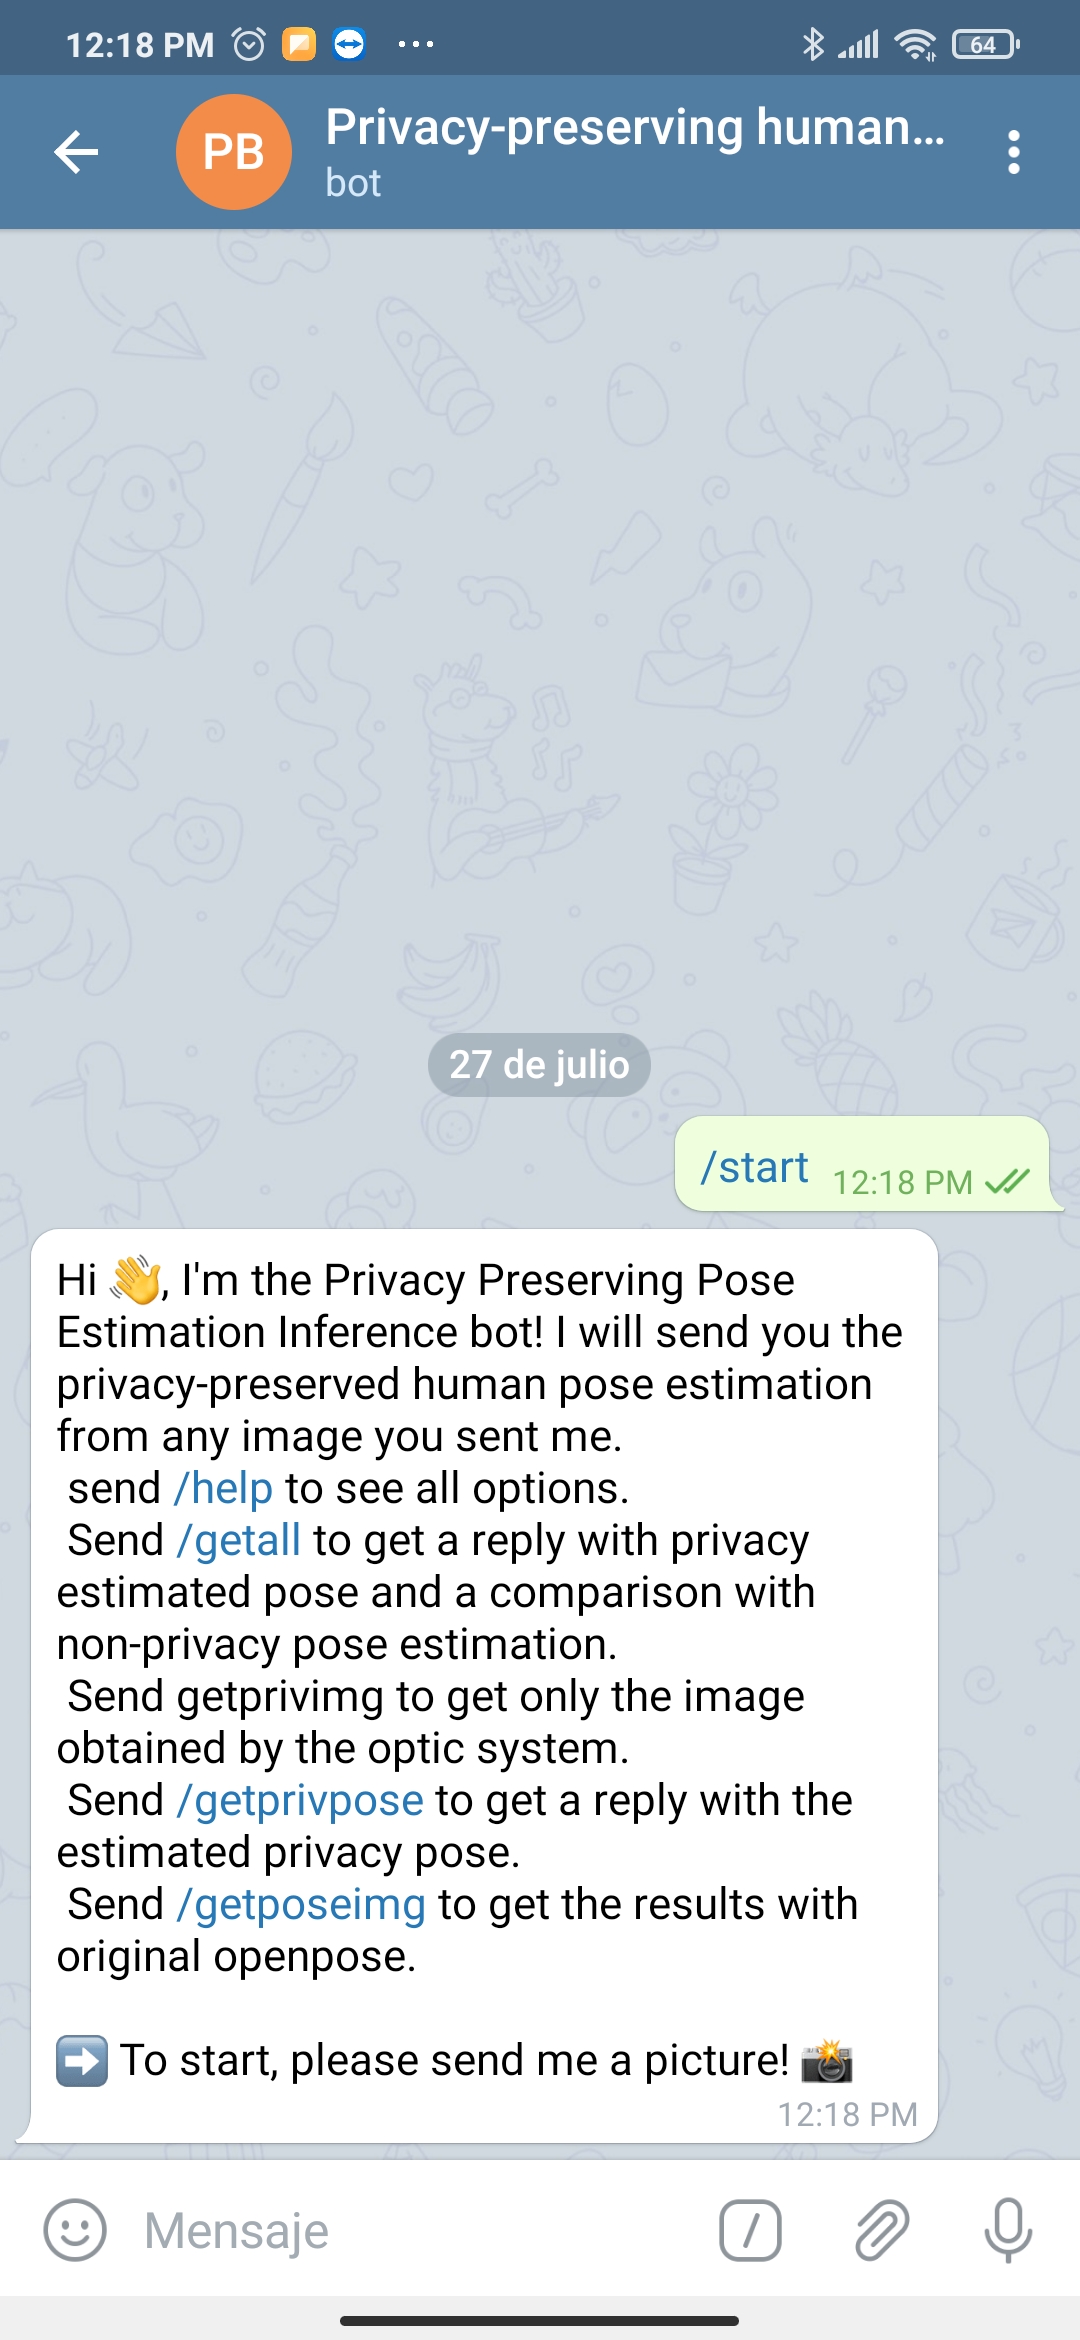 12:18 PM
64
PB
Privacy-preserving human...
bot
27 de julio
/start 12:18 PM
Hi 👋, I'm the Privacy Preserving Pose
Estimation Inference bot! I will send you the
privacy-preserved human pose estimation
from any image you sent me.
send /help to see all options.
Send /getall to get a reply with privacy
estimated pose and a comparison with
non-privacy pose estimation.
Send getprivimg to get only the image
obtained by the optic system.
Send /getprivpose to get a reply with the
estimated privacy pose.
Send /getposeimg to get the results with
original openpose.
➡️ To start, please send me a picture! 📸
12:18 PM
Mensaje